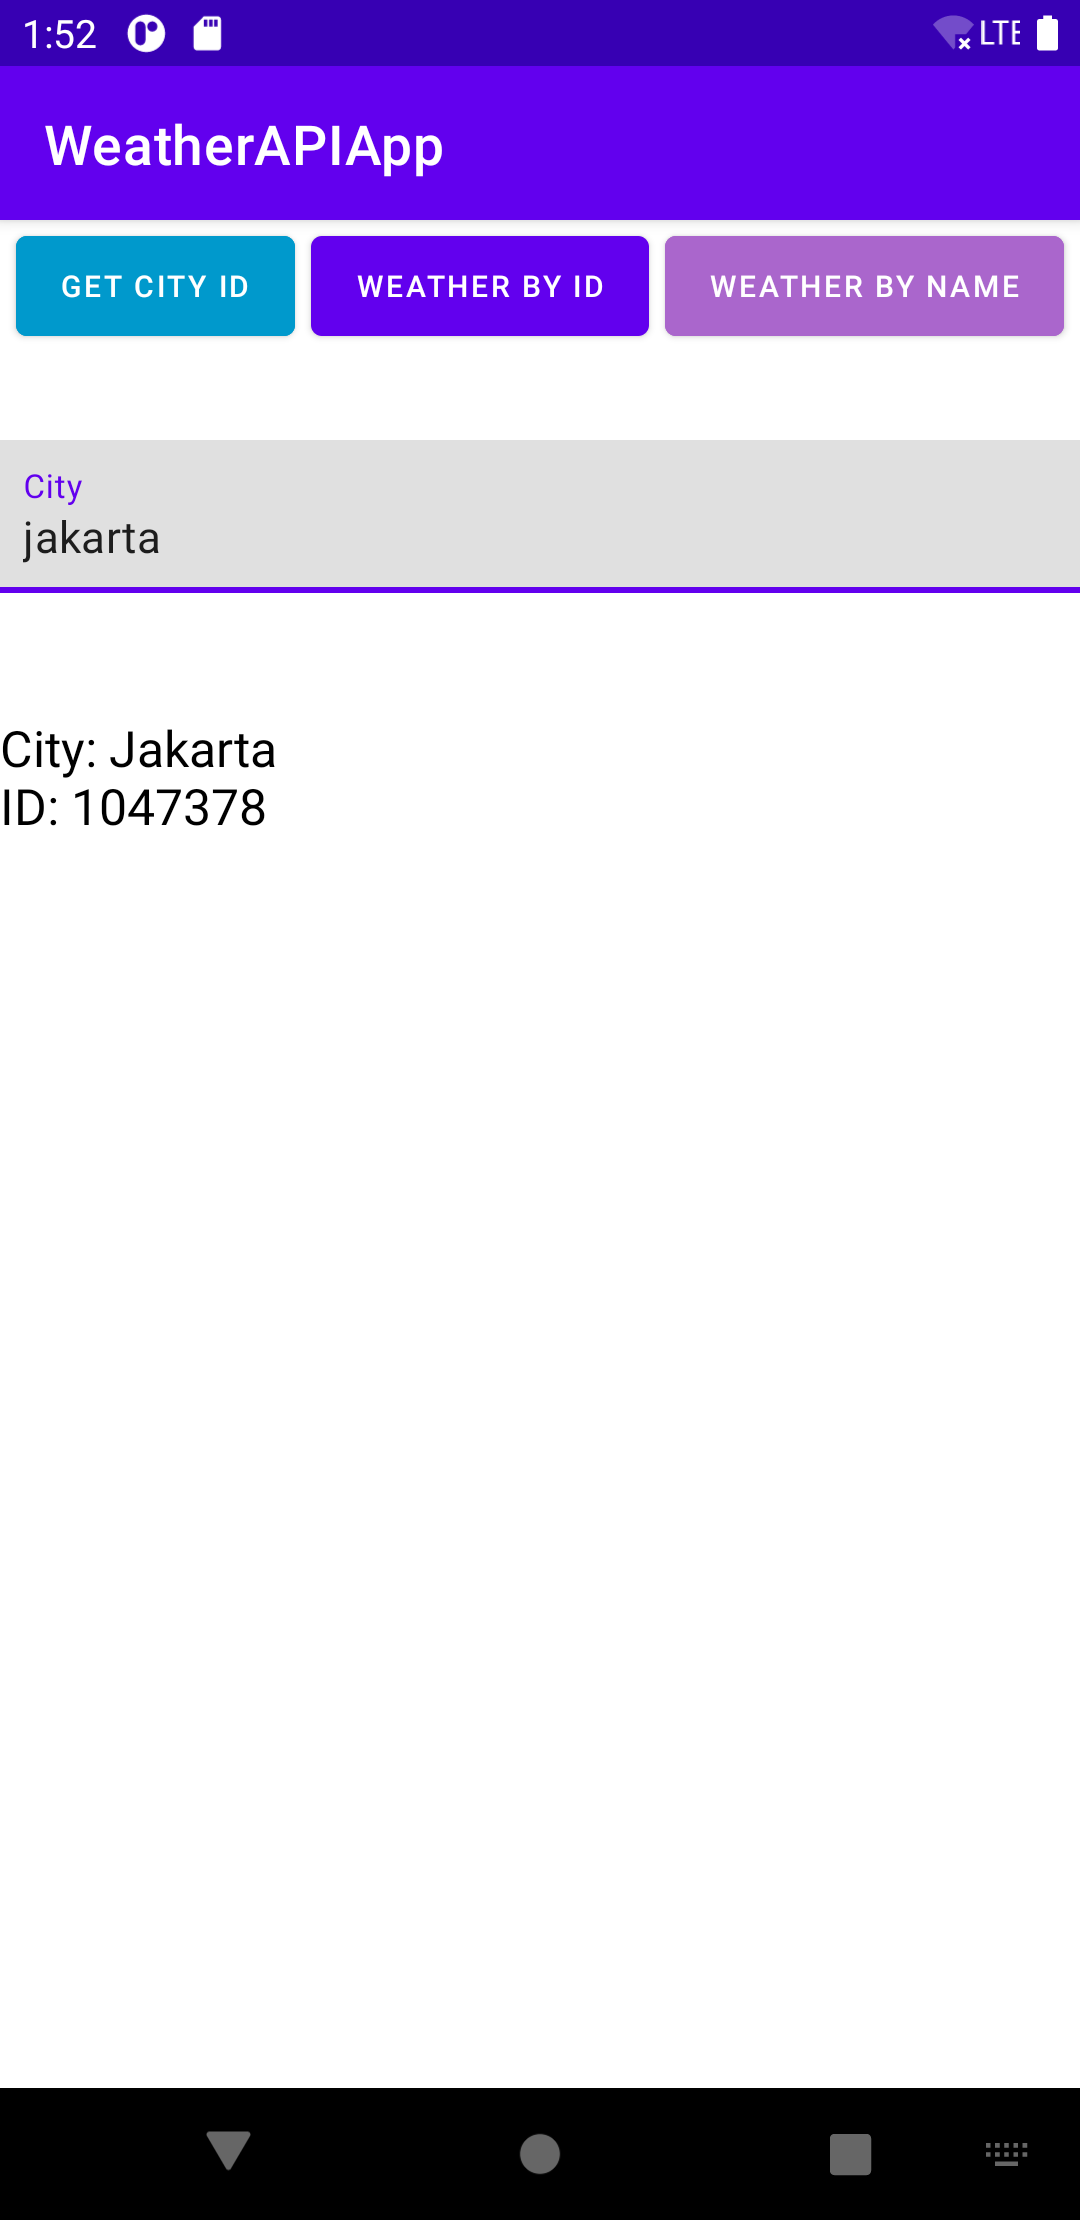 1:52 LTE
WeatherAPIApp
GET CITY ID WEATHER BY ID WEATHER BY NAME
City
jakarta
City: Jakarta
ID: 1047378